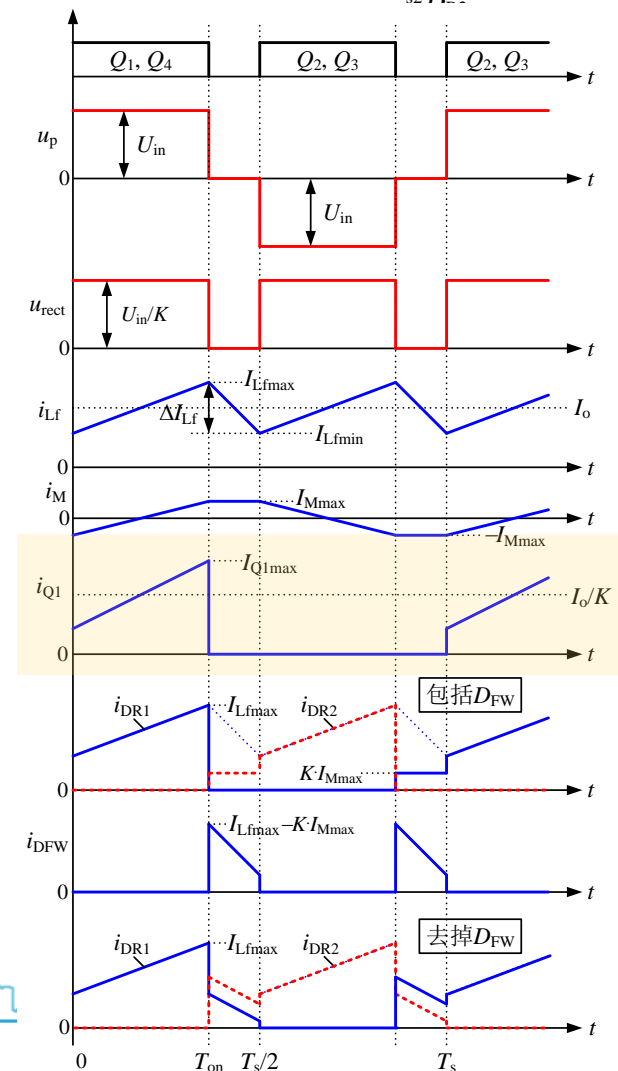 Q1, Q4 Q2, Q3 Q2, Q3
t
up
Uin
0 t
Uin
urect
Uin/K
0 t
ILfmax
iLf ΔILf Io
ILfmin
0 t
iM IMmax
0 t
–IMmax
IQ1max
iQ1 Io/K
0 t
包括DFW
iDR1 ILfmax iDR2
K·IMmax
0 t
ILfmax–K·IMmax
iDFW
0 t
去掉DFW
iDR1 ILfmax iDR2
0 t
0 Ton Ts/2 Ts